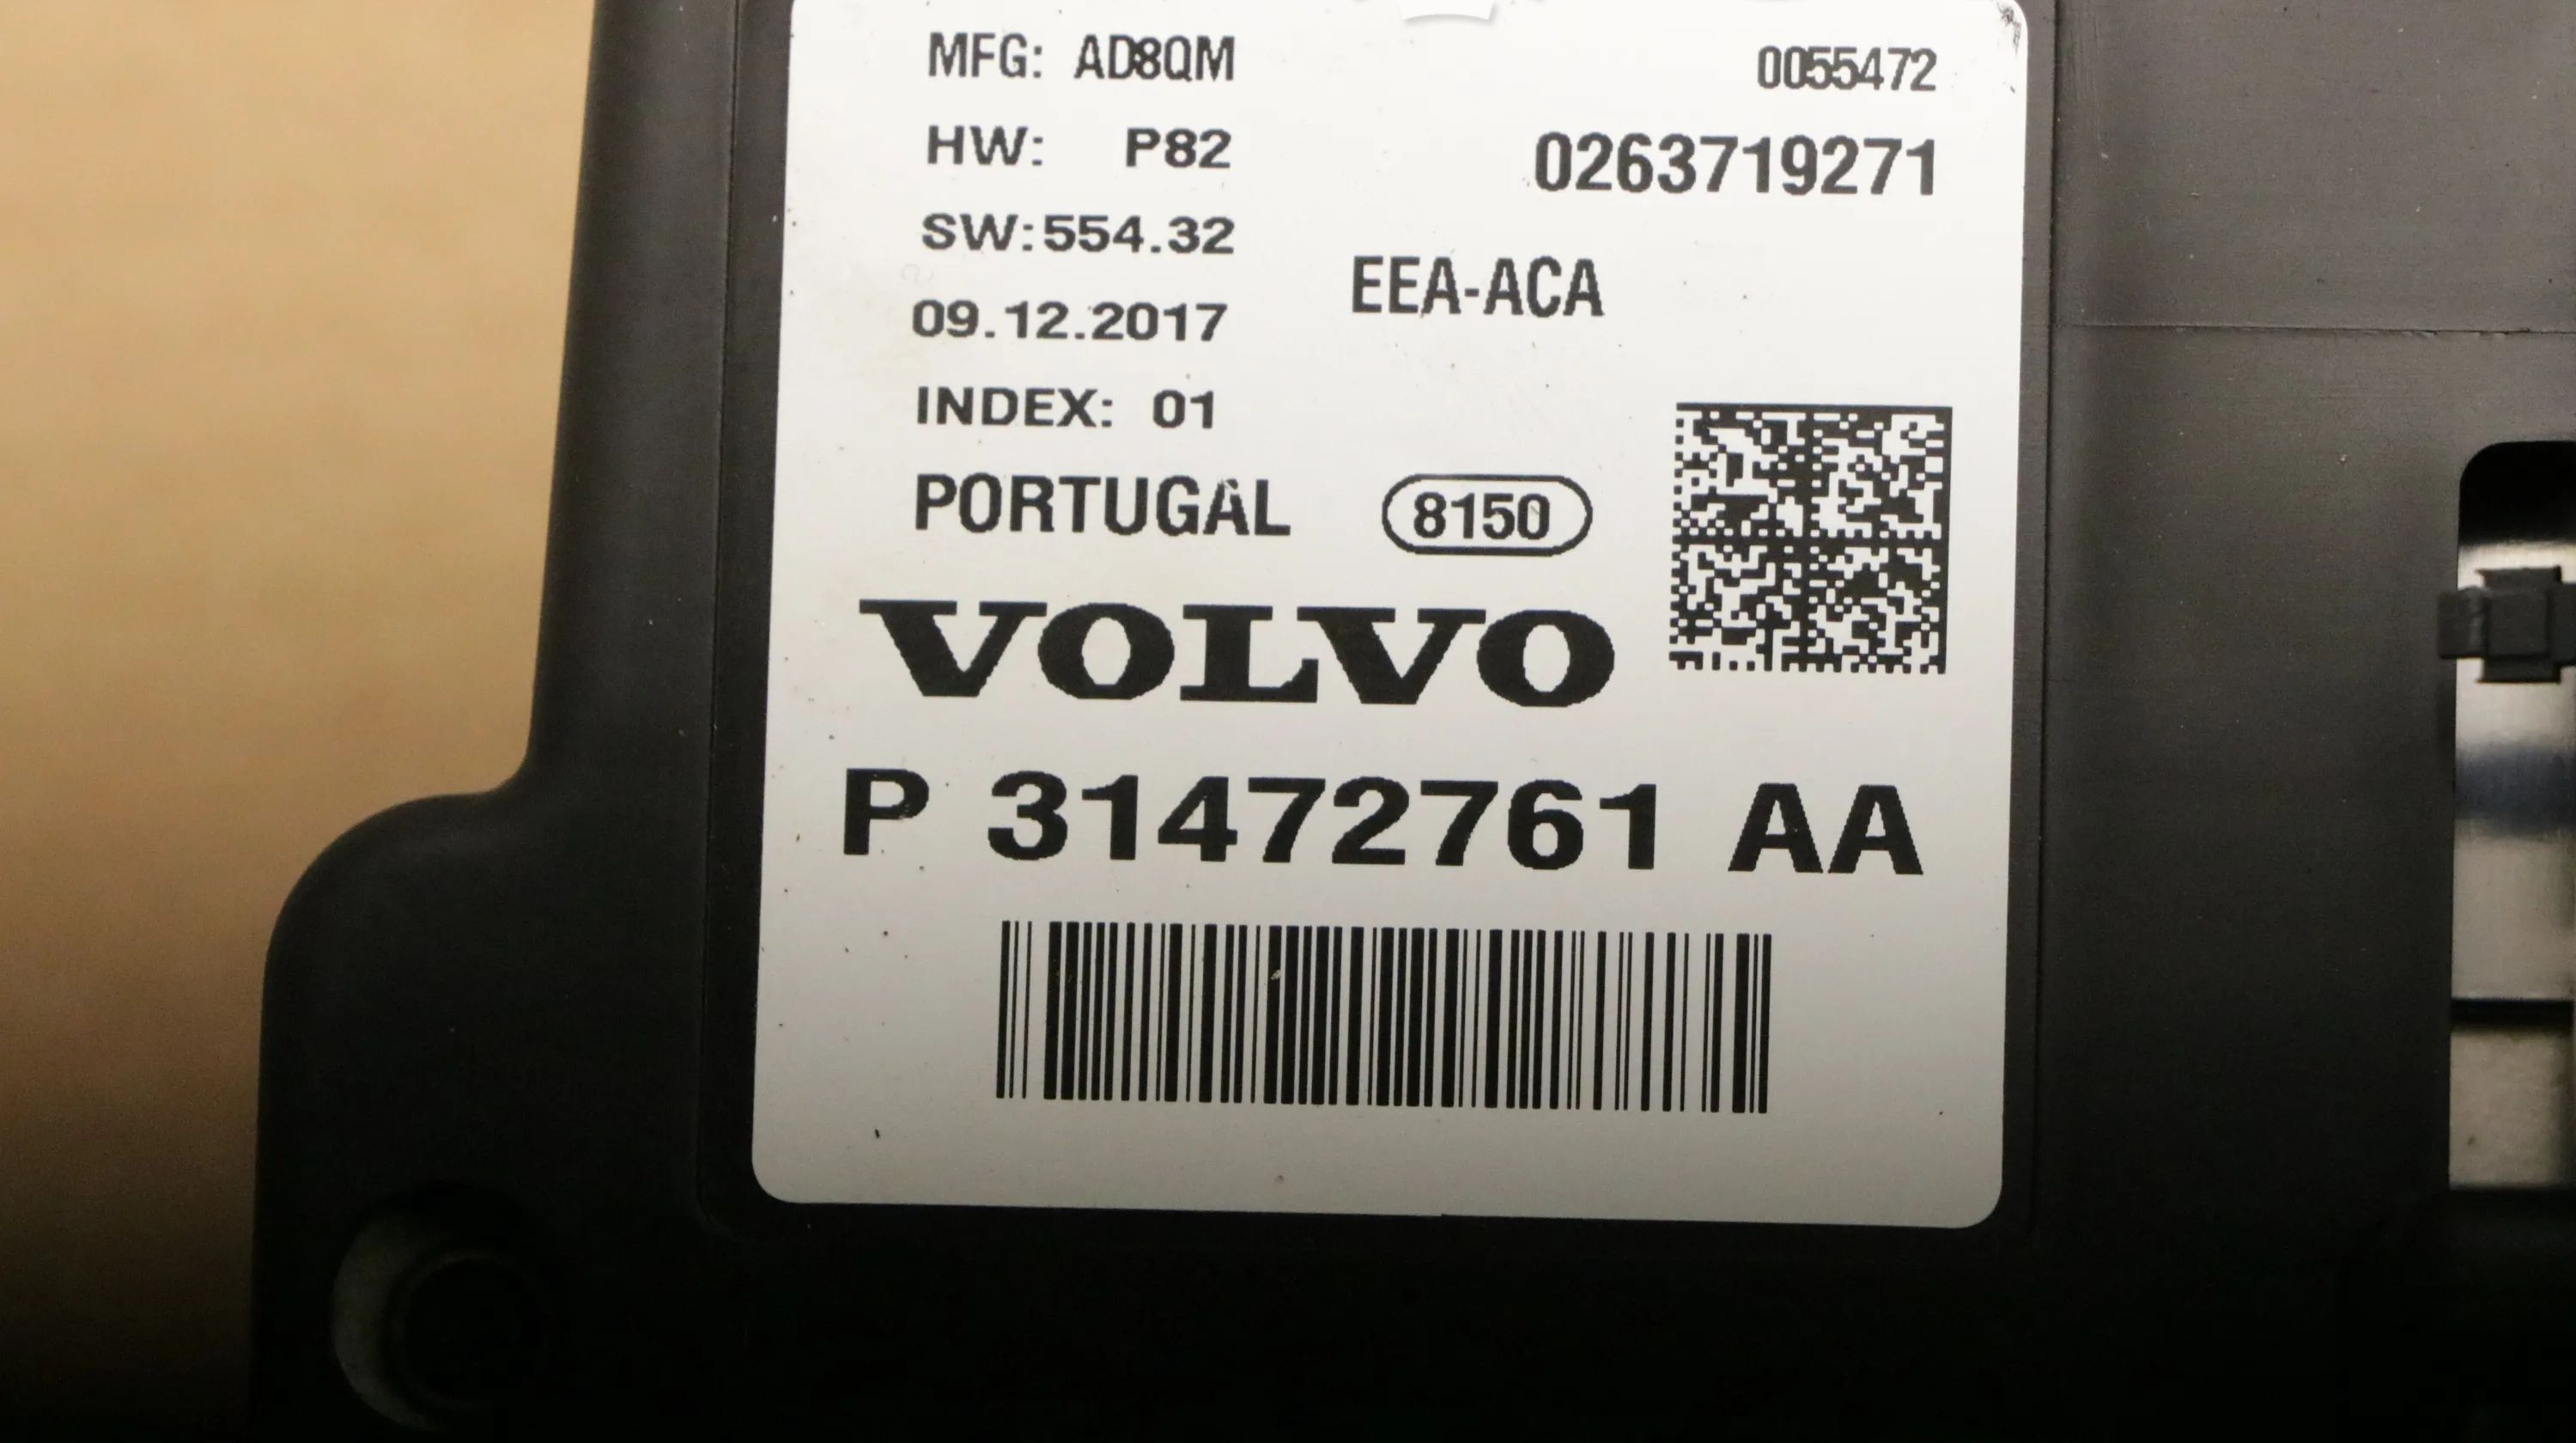 MFG: AD8QM 0055472
HW: P82 0263719271
SW:554.32
EEA-ACA
09.12.2017
INDEX: 01
PORTUGAL 8150
VOLVO
P 31472761 AA